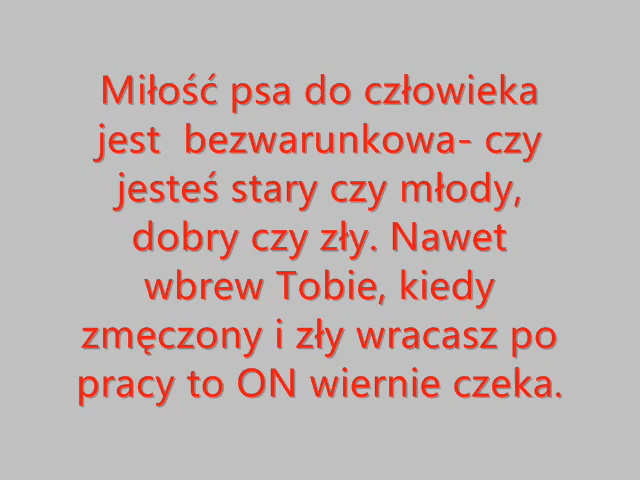 Miłość psa do człowieka
jest  bezwarunkowa- czy
jesteś stary czy młody,
dobry czy zły. Nawet
wbrew Tobie, kiedy
zmęczony i zły wracasz po
pracy to ON wiernie czeka.